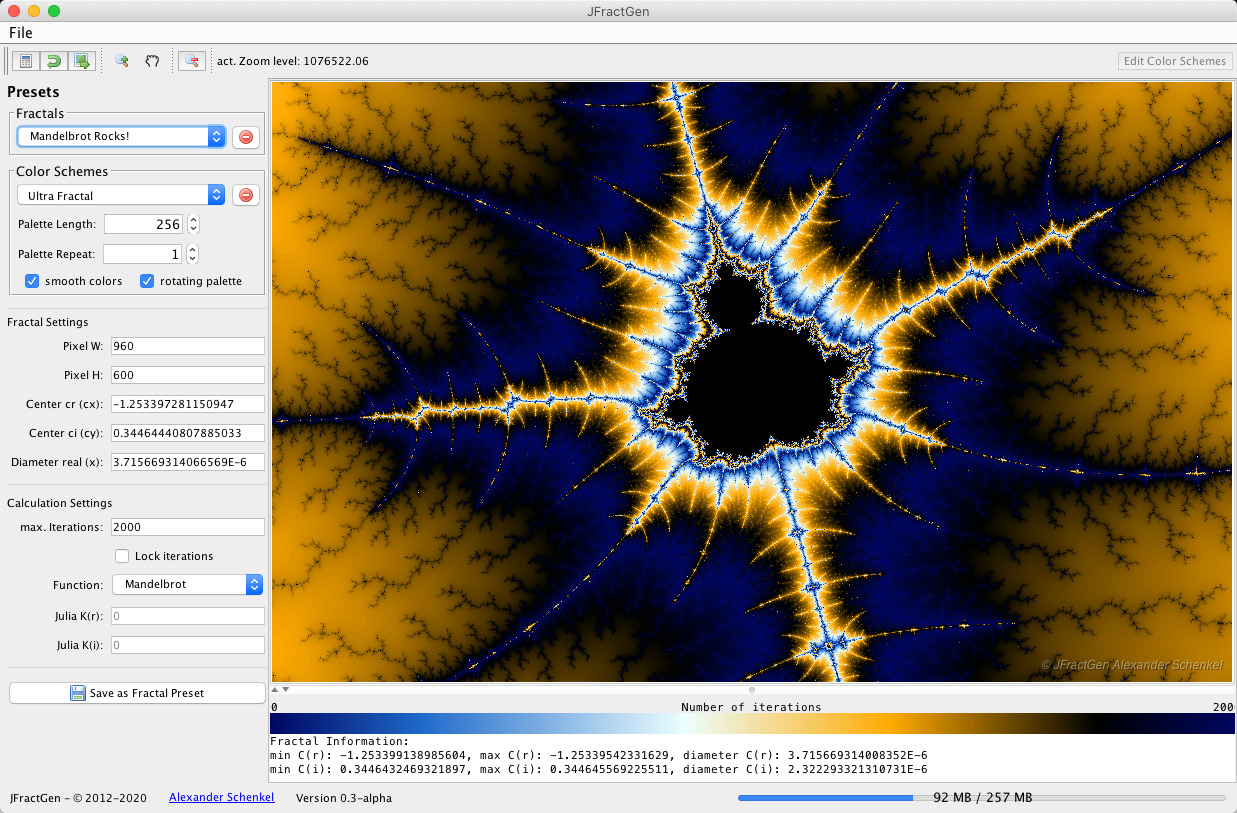 JFractGen
File
act. Zoom level: 1076522.06
Edit Color Schemes
Presets
Fractals
Mandelbrot Rocks!
Color Schemes
Ultra Fractal
Palette Length: 256
Palette Repeat: 1
smooth colors rotating palette
Fractal Settings
Pixel W: 960
Pixel H: 600
Center cr (cx): -1.253397281150947
Center ci (cy): 0.34464440807885033
Diameter real (x): 3.715669314066569E-6
Calculation Settings
max. Iterations: 2000
Lock iterations
Function: Mandelbrot
Julia K(r): 0
Julia K(i): 0
Save as Fractal Preset
© JFractGen Alexander Schenkel
0 Number of iterations 200
Fractal Information:
min C(r): -1.253399138985604, max C(r): -1.25339542331629, diameter C(r): 3.715669314008352E-6
min C(i): 0.3446432469321897, max C(i): 0.344645569225511, diameter C(i): 2.322293321310731E-6
JFractGen - © 2012-2020 Alexander Schenkel Version 0.3-alpha 92 MB / 257 MB